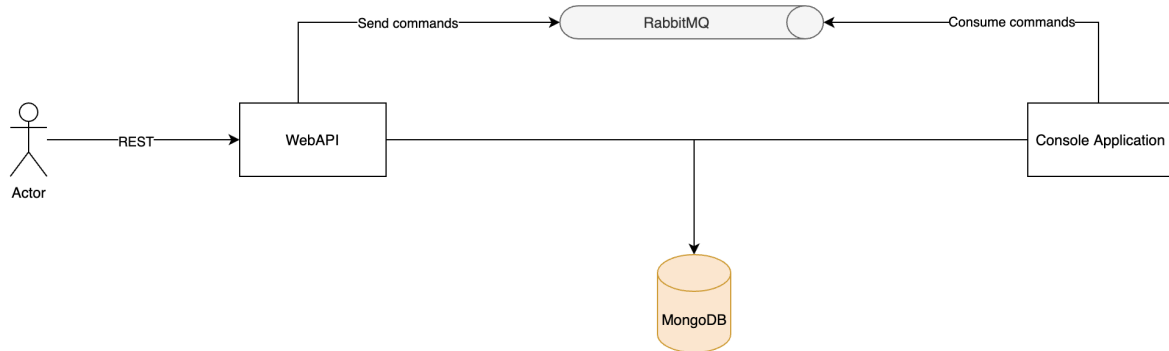 Send commands
RabbitMQ
Consume commands
REST
WebAPI
Console Application
Actor
MongoDB